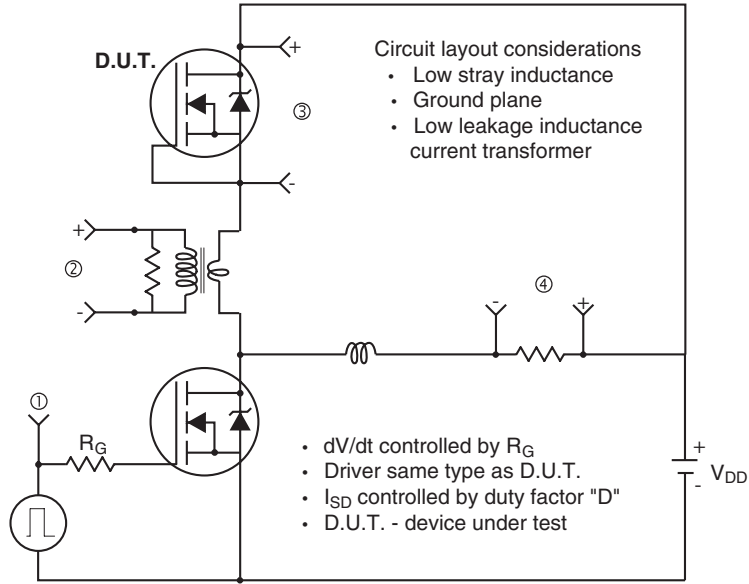 D.U.T.
+
Circuit layout considerations
• Low stray inductance
• Ground plane
• Low leakage inductance
current transformer
③
-
+
②
-
④
-
+
①
R_G
• dV/dt controlled by R_G
• Driver same type as D.U.T.
• I_SD controlled by duty factor "D"
• D.U.T. - device under test
+
V_DD
-